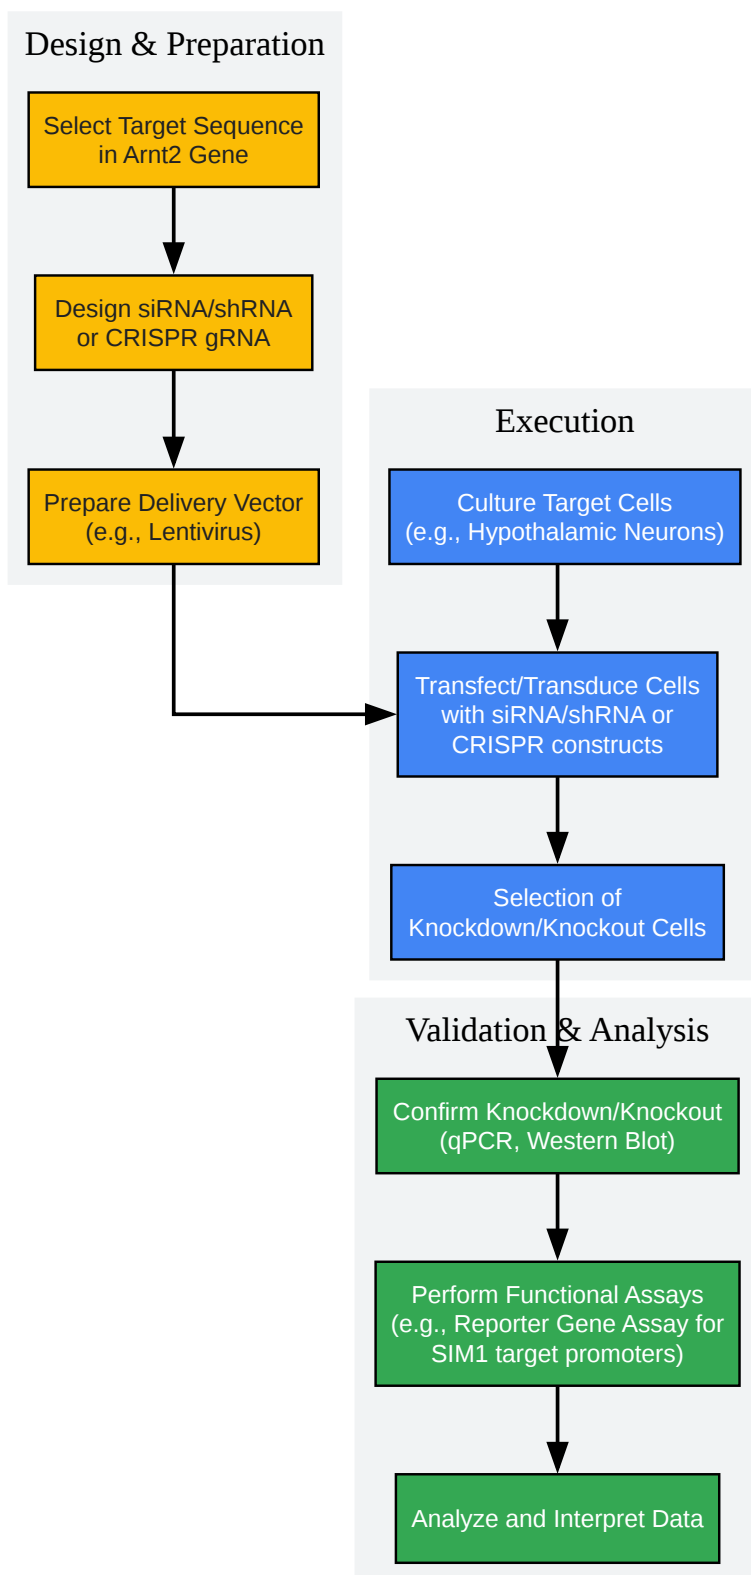 Design & Preparation
Select Target Sequence
in Arnt2 Gene
Design siRNA/shRNA
or CRISPR gRNA
Prepare Delivery Vector
(e.g., Lentivirus)
Execution
Culture Target Cells
(e.g., Hypothalamic Neurons)
Transfect/Transduce Cells
with siRNA/shRNA or
CRISPR constructs
Selection of
Knockdown/Knockout Cells
Validation & Analysis
Confirm Knockdown/Knockout
(qPCR, Western Blot)
Perform Functional Assays
(e.g., Reporter Gene Assay for
SIM1 target promoters)
Analyze and Interpret Data